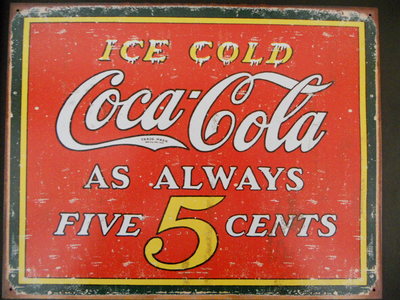 ICE COLD
Coca-Cola
AS ALWAYS
FIVE 5 CENTS